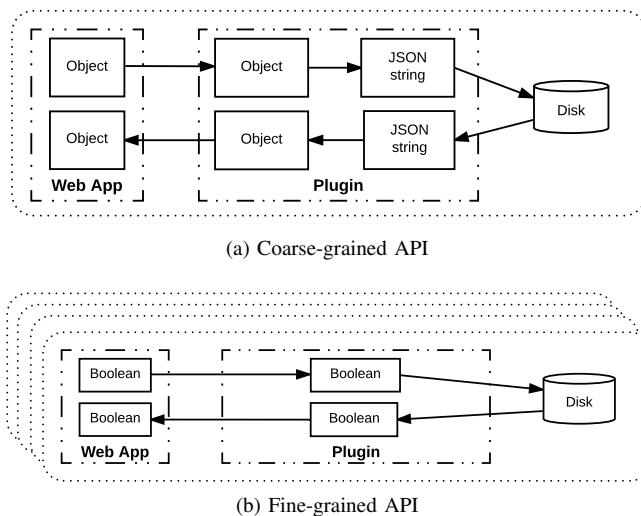 Object
Object
JSON
string
Disk
Object
Object
JSON
string
Web App
Plugin
(a) Coarse-grained API
Boolean
Boolean
Disk
Boolean
Boolean
Web App
Plugin
(b) Fine-grained API